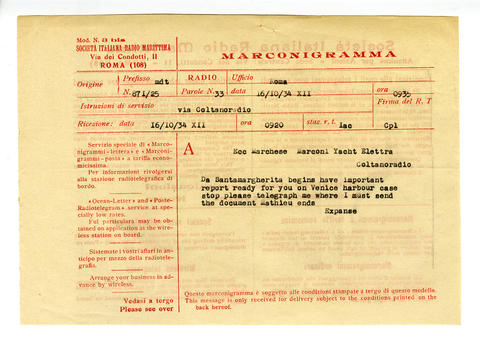 Mod. N. 3 bis
SOCIETÀ ITALIANA RADIO MARITTIMA
Via dei Condotti, 11
ROMA (108)
MARCONIGRAMMA
Origine Prefisso mdt RADIO Ufficio Roma
N. 871/25 Parole N. 33 data 16/10/34 XII ora 0935
Istruzioni di servizio via Coltanoradio Firma del R. T
Ricezione: data 16/10/34 XII ora 0920 staz. r. t. Iac Cpl
Servizio speciale di « Marconigrammi-lettera » e « Marconigrammi-posta » a tariffa economicissima.
Per informazioni rivolgersi alla stazione radiotelegrafica di bordo.
« Ocean-Letter » and « Poste-Radiotelegram » service at specially low rates.
Ful particulara may be obtained on application at the wireless station on board.
Sistemate i vostri affari in anticipo per mezzo della radiotelegrafia.
Arrange your business in advance by wireless.
Vedasi a tergo
Please see over
A Ecc Marchese Marconi Yacht Elettra
Coltanoradio
Da Santamargherita begins have important
report ready for you on Venice harbour case
stop please telegraph me where I must send
the document Mathieu ends
Expanse
Questo marconigramma è soggetto alle condizioni stampate a tergo di questo modello.
This message is only received for delivery subject to the conditions printed on the
back hereof.